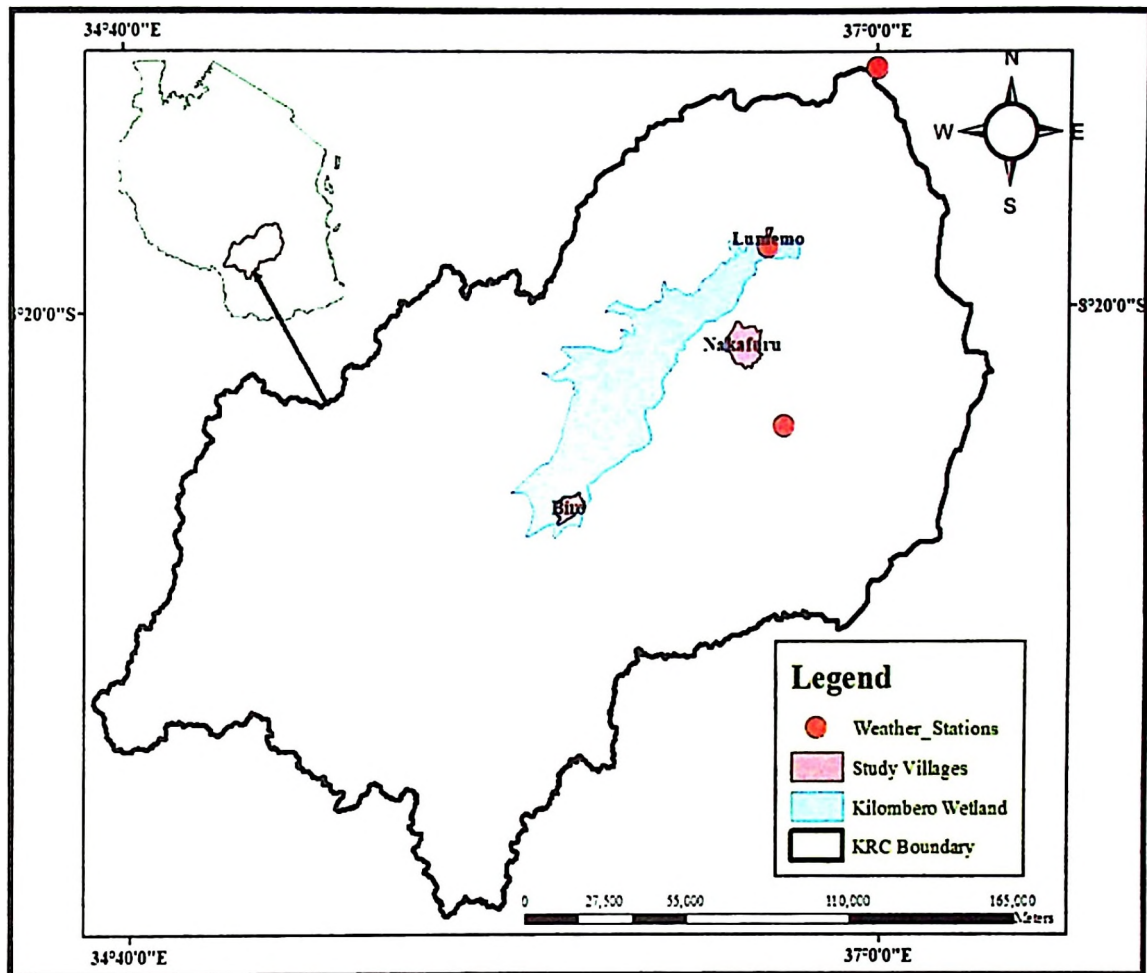 34°40'0"E 37°0'0"E
N
W E
S
Lumemo
8°20'0"S 8°20'0"S
Nakafuru
Biro
Legend
Weather_Stations
Study Villages
Kilombero Wetland
KRC Boundary
0 27,500 55,000 110,000 165,000
Meters
34°40'0"E 37°0'0"E